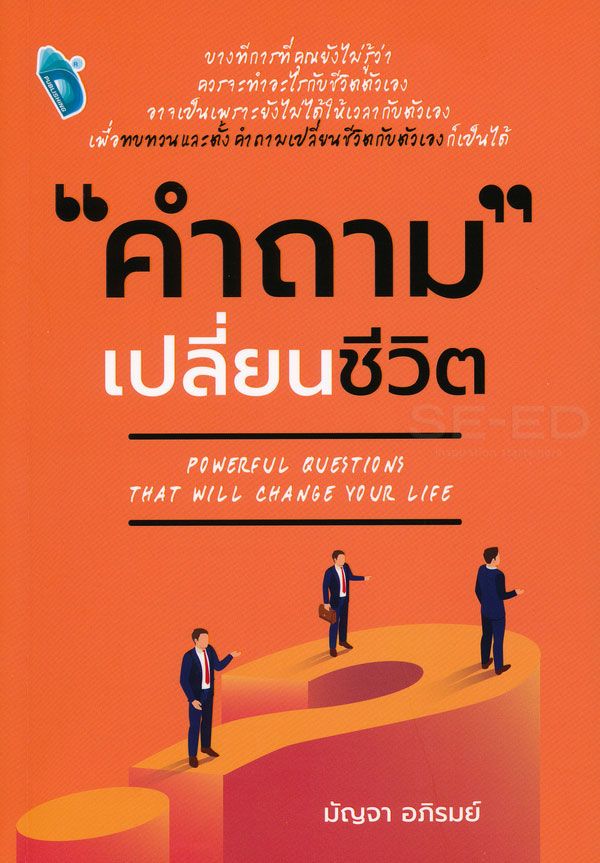 PUBLISHING
บางทีการที่คุณยังไม่รู้ว่า
ควรจะทำอะไรกับชีวิตตัวเอง
อาจเป็นเพราะยังไม่ได้ให้เวลากับตัวเอง
เพื่อทบทวนและตั้ง คำถามเปลี่ยนชีวิตกับตัวเอง ก็เป็นได้
“คำถาม”
เปลี่ยนชีวิต
SE-ED
POWERFUL QUESTIONS
THAT WILL CHANGE YOUR LIFE
มัญจา อภิรมย์